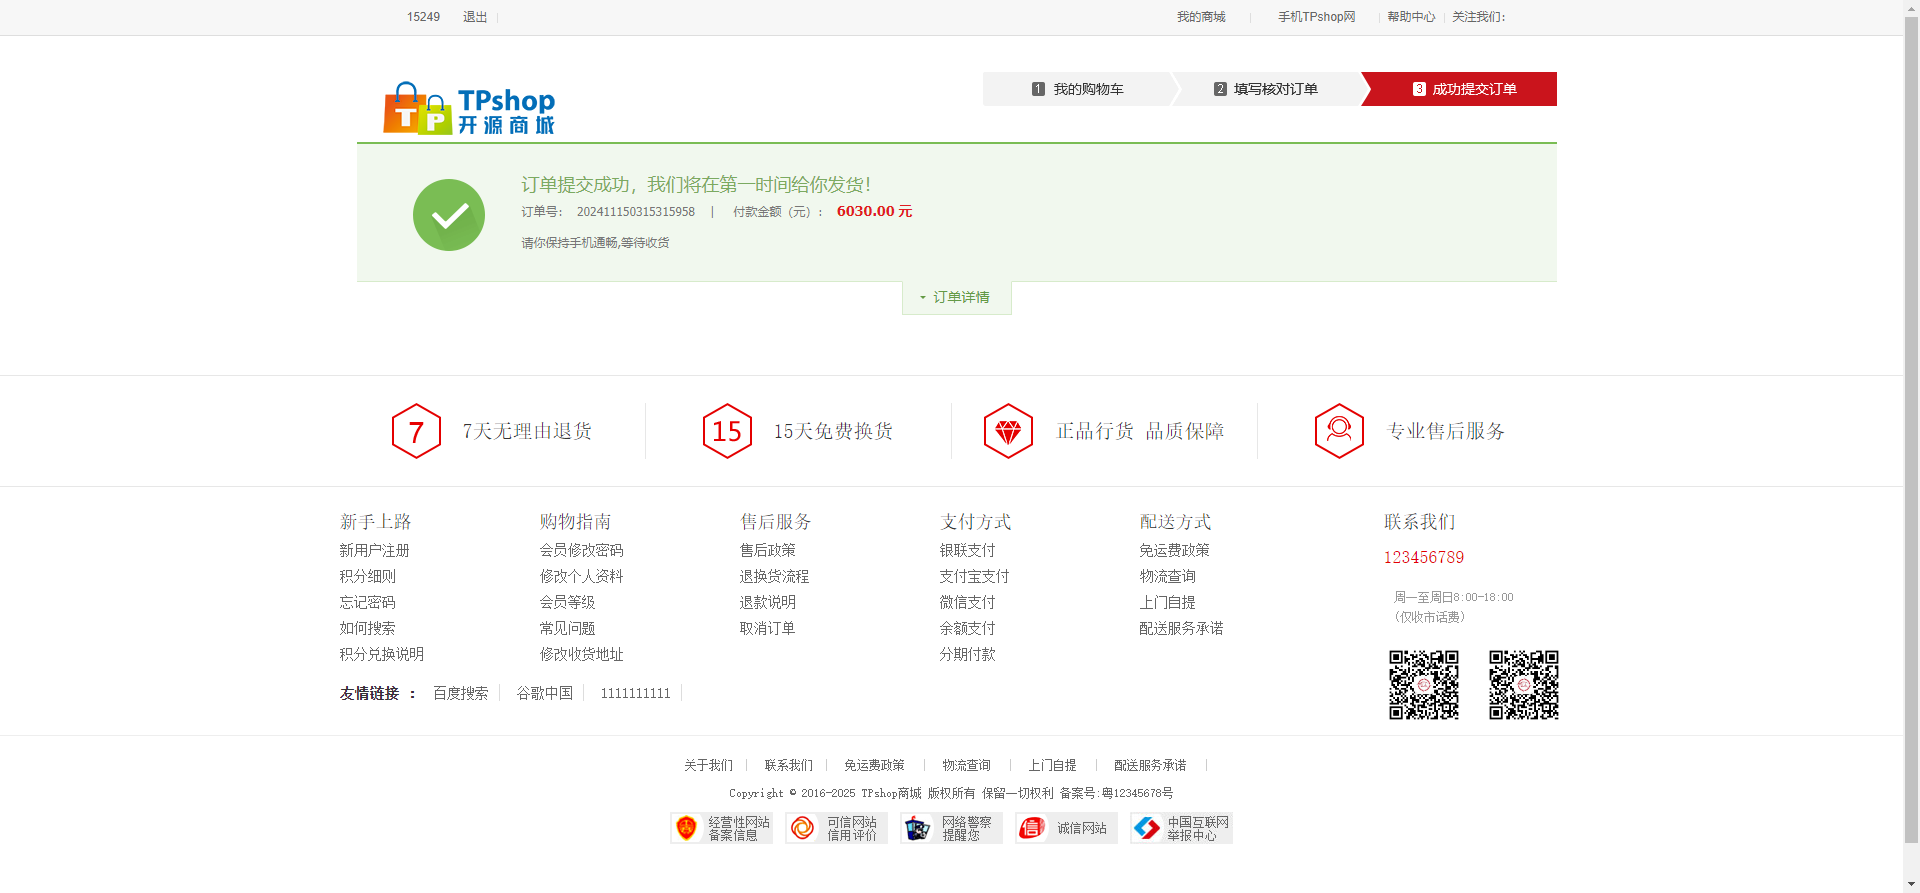 15249 退出 我的商城 手机TPshop网 帮助中心 关注我们:
TPshop
开源商城
1 我的购物车 2 填写核对订单 3 成功提交订单
订单提交成功，我们将在第一时间给你发货！
订单号： 202411150315315958 | 付款金额（元）： 6030.00 元
请你保持手机通畅,等待收货
订单详情
7 7天无理由退货 15 15天免费换货 正品行货 品质保障 专业售后服务
新手上路 购物指南 售后服务 支付方式 配送方式 联系我们
新用户注册 会员修改密码 售后政策 银联支付 免运费政策 123456789
积分细则 修改个人资料 退换货流程 支付宝支付 物流查询
忘记密码 会员等级 退款说明 微信支付 上门自提 周一至周日8:00-18:00
如何搜索 常见问题 取消订单 余额支付 配送服务承诺 (仅收市话费)
积分兑换说明 修改收货地址 分期付款
友情链接 ： 百度搜索 谷歌中国 1111111111
关于我们 联系我们 免运费政策 物流查询 上门自提 配送服务承诺
Copyright © 2016-2025 TPshop商城 版权所有 保留一切权利 备案号:粤12345678号
经营性网站 可信网站 网络警察 诚信网站 中国互联网
备案信息 信用评价 提醒您 举报中心